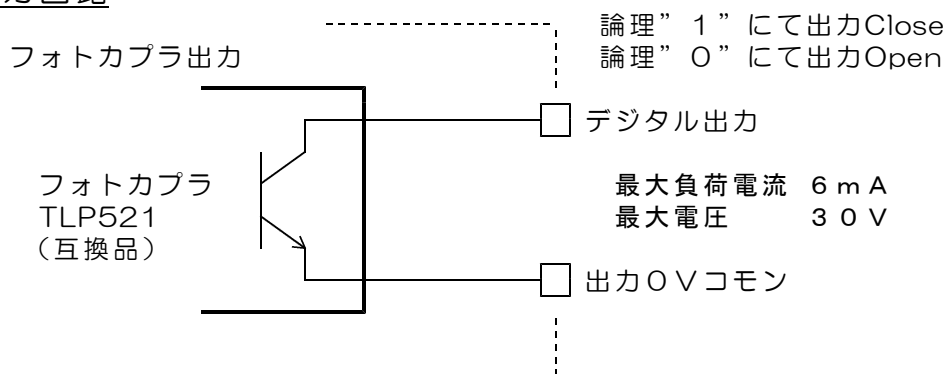 フォトカプラ出力
論理”１”にて出力Close
論理”０”にて出力Open
デジタル出力
フォトカプラ
TLP521
（互換品）
最大負荷電流 ６ｍＡ
最大電圧 ３０Ｖ
出力０Ｖコモン